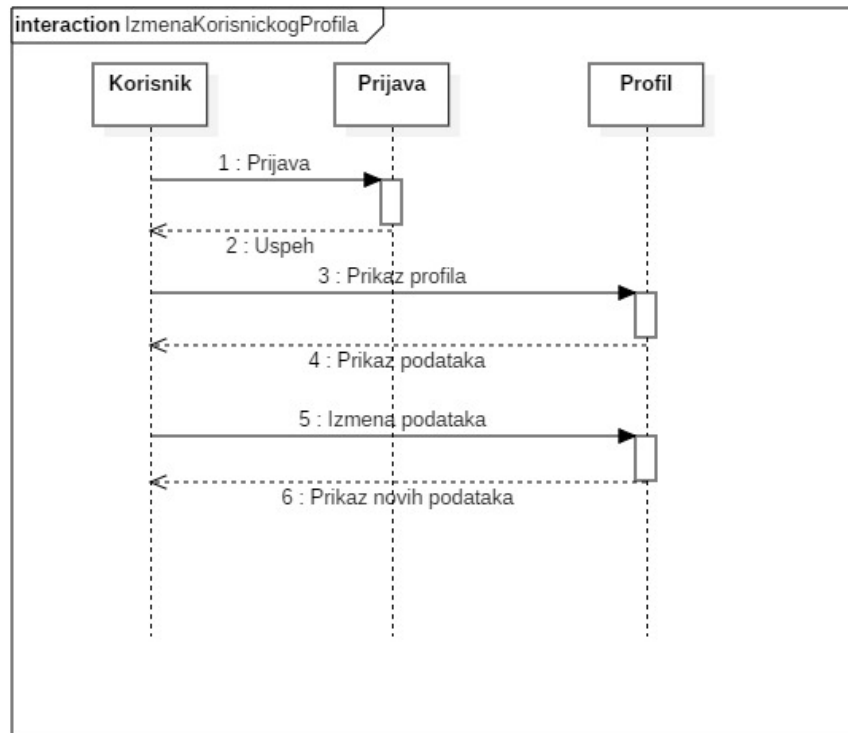 interaction IzmenaKorisnickogProfila
Korisnik
Prijava
Profil
1 : Prijava
2 : Uspeh
3 : Prikaz profila
4 : Prikaz podataka
5 : Izmena podataka
6 : Prikaz novih podataka